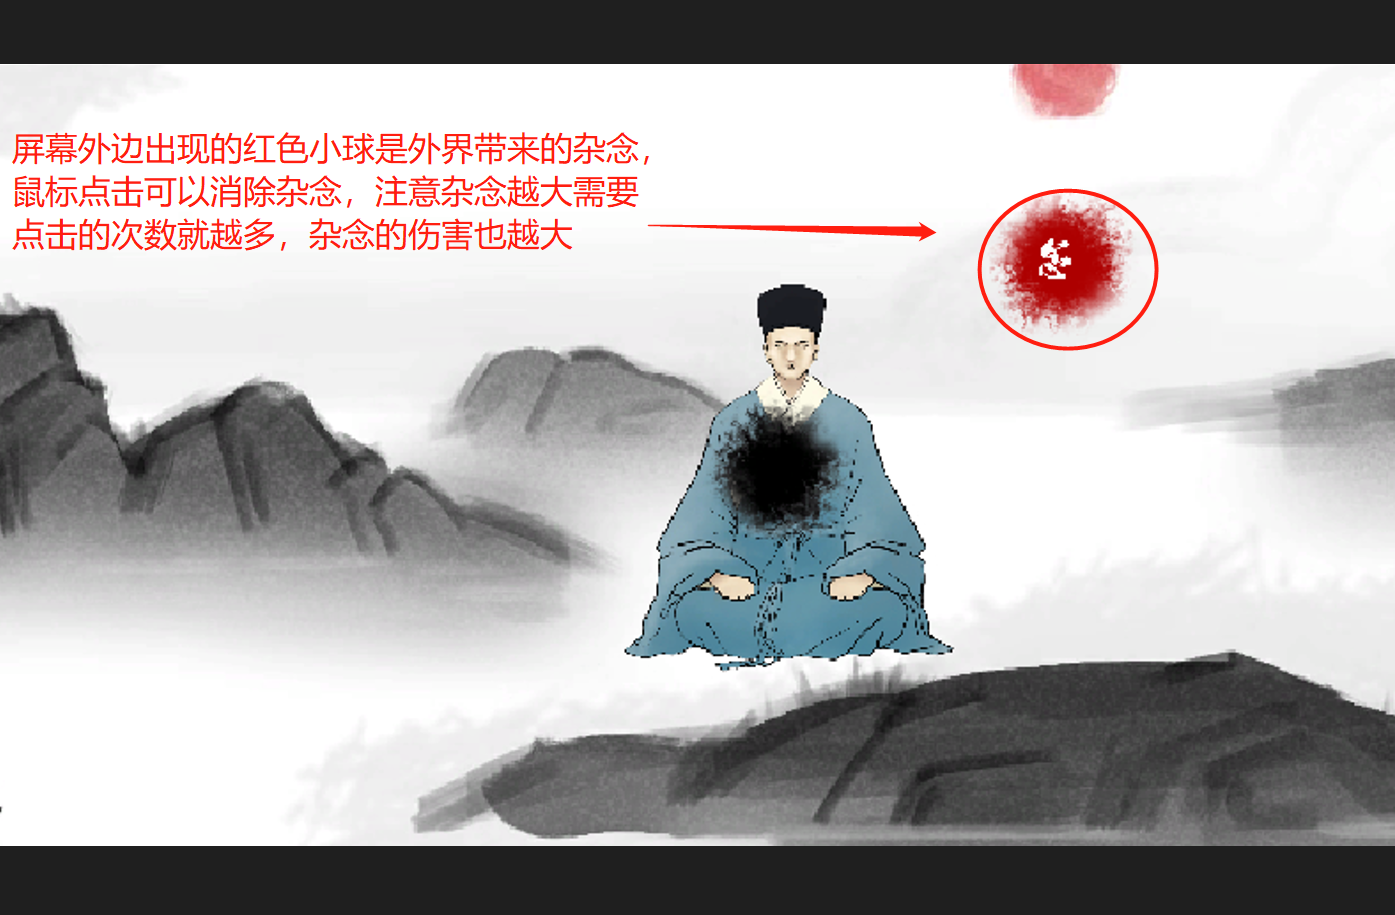 屏幕外边出现的红色小球是外界带来的杂念，
鼠标点击可以消除杂念，注意杂念越大需要
点击的次数就越多，杂念的伤害也越大